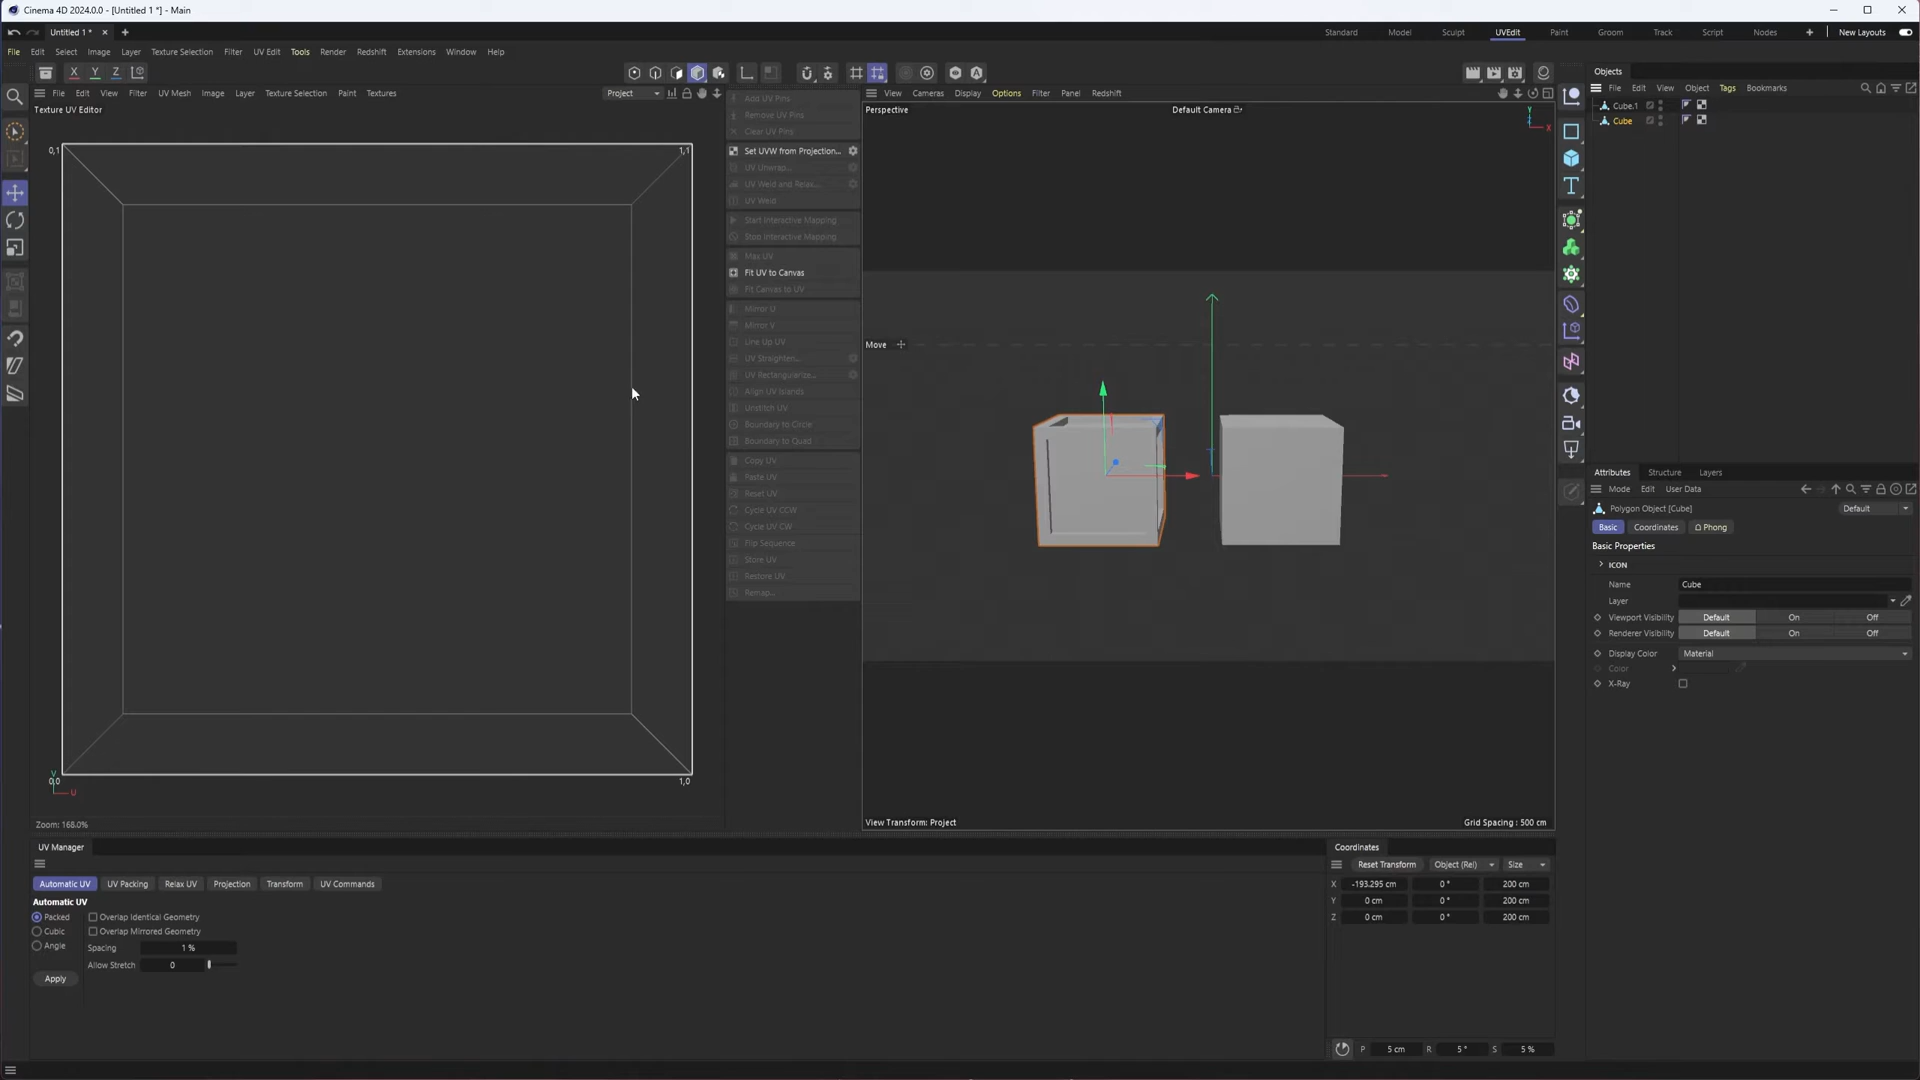 Cinema 4D 2024.0.0 - [Untitled 1 *] - Main
Untitled 1 *
Standard Model Sculpt UVEdit Paint Groom Track Script Nodes New Layouts
File Edit Select Image Layer Texture Selection Filter UV Edit Tools Render Redshift Extensions Window Help
X Y Z
File Edit View Filter UV Mesh Image Layer Texture Selection Paint Textures Project
Texture UV Editor
0,1
1,1
0,0
1,0
V
U
Zoom: 168.0%
Add UV Pins
Remove UV Pins
Clear UV Pins
Set UVW from Projection...
UV Unwrap...
UV Weld and Relax...
UV Weld
Start Interactive Mapping
Stop Interactive Mapping
Max UV
Fit UV to Canvas
Fit Canvas to UV
Mirror U
Mirror V
Line Up UV
UV Straighten...
UV Rectangularize...
Align UV Islands
Unstitch UV
Boundary to Circle
Boundary to Quad
Copy UV
Paste UV
Reset UV
Cycle UV CCW
Cycle UV CW
Flip Sequence
Store UV
Restore UV
Remap...
View Cameras Display Options Filter Panel Redshift
Perspective
Default Camera
Y
X
Move
View Transform: Project
Grid Spacing : 500 cm
Objects
File Edit View Object Tags Bookmarks
Cube.1
Cube
Attributes Structure Layers
Mode Edit User Data
Polygon Object [Cube]
Default
Basic Coordinates Phong
Basic Properties
ICON
Name Cube
Layer
Viewport Visibility Default On Off
Renderer Visibility Default On Off
Display Color Material
Color
X-Ray
UV Manager
Automatic UV UV Packing Relax UV Projection Transform UV Commands
Automatic UV
Packed Overlap Identical Geometry
Cubic Overlap Mirrored Geometry
Angle Spacing 1 %
Allow Stretch 0
Apply
Coordinates
Reset Transform Object (Rel) Size
X -193.295 cm 0 ° 200 cm
Y 0 cm 0 ° 200 cm
Z 0 cm 0 ° 200 cm
P 5 cm R 5 ° S 5 %